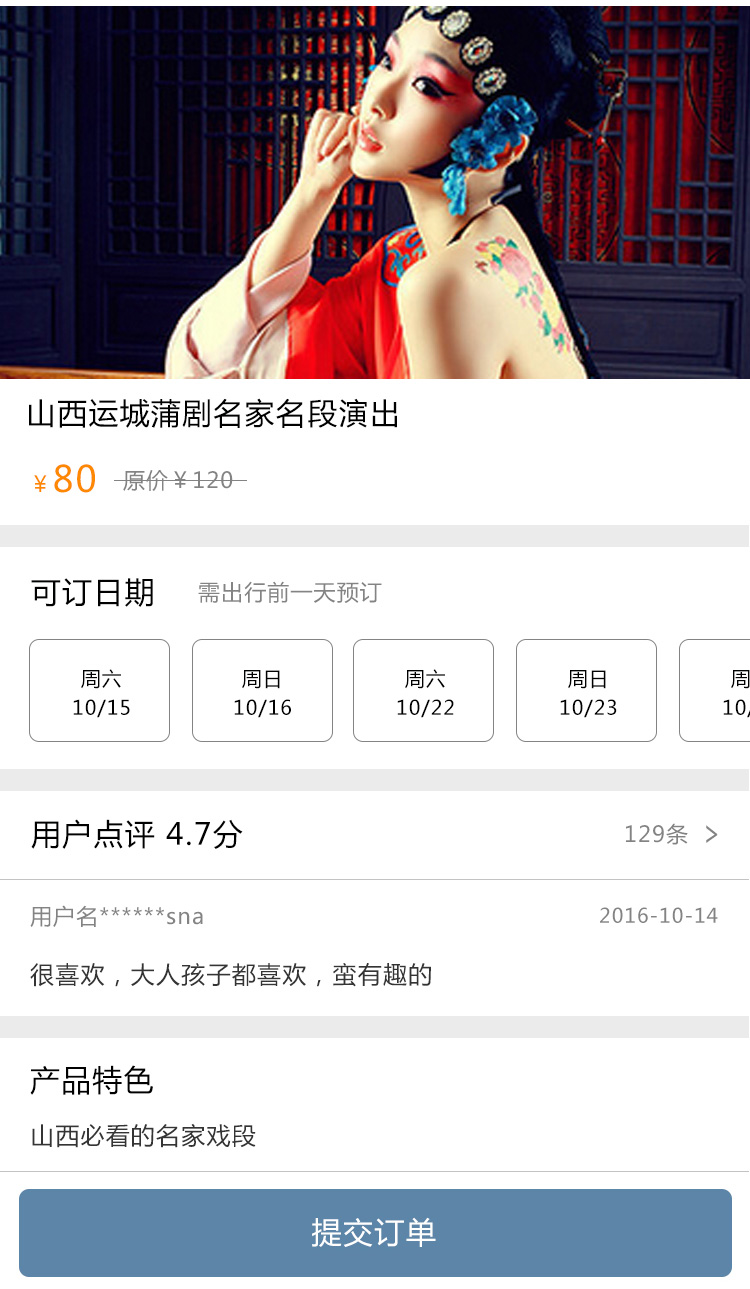 山西运城蒲剧名家名段演出
¥80 原价¥120
可订日期 需出行前一天预订
周六 周日 周六 周日 周
10/15 10/16 10/22 10/23 10/
用户点评 4.7分 129条 >
用户名******sna 2016-10-14
很喜欢，大人孩子都喜欢，蛮有趣的
产品特色
山西必看的名家戏段
提交订单